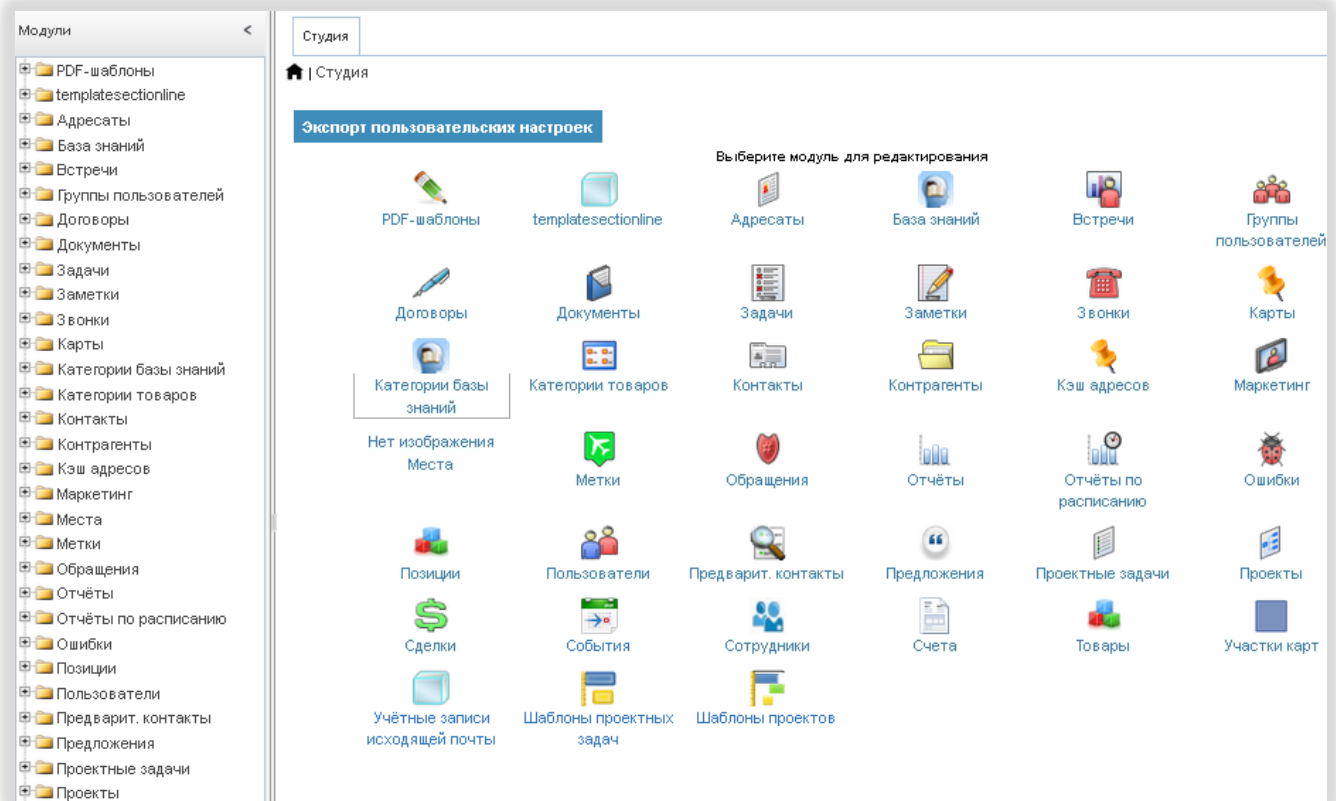 Модули <
PDF-шаблоны
templatesectionline
Адресаты
База знаний
Встречи
Группы пользователей
Договоры
Документы
Задачи
Заметки
Звонки
Карты
Категории базы знаний
Категории товаров
Контакты
Контрагенты
Кэш адресов
Маркетинг
Места
Метки
Обращения
Отчёты
Отчёты по расписанию
Ошибки
Позиции
Пользователи
Предварит. контакты
Предложения
Проектные задачи
Проекты
Студия
| Студия
Экспорт пользовательских настроек
Выберите модуль для редактирования
PDF-шаблоны
templatesectionline
Адресаты
База знаний
Встречи
Группы
пользователей
Договоры
Документы
Задачи
Заметки
Звонки
Карты
Категории базы
знаний
Категории товаров
Контакты
Контрагенты
Кэш адресов
Маркетинг
Нет изображения
Места
Метки
Обращения
Отчёты
Отчёты по
расписанию
Ошибки
Позиции
Пользователи
Предварит. контакты
Предложения
Проектные задачи
Проекты
Сделки
События
Сотрудники
Счета
Товары
Участки карт
Учётные записи
исходящей почты
Шаблоны проектных
задач
Шаблоны проектов